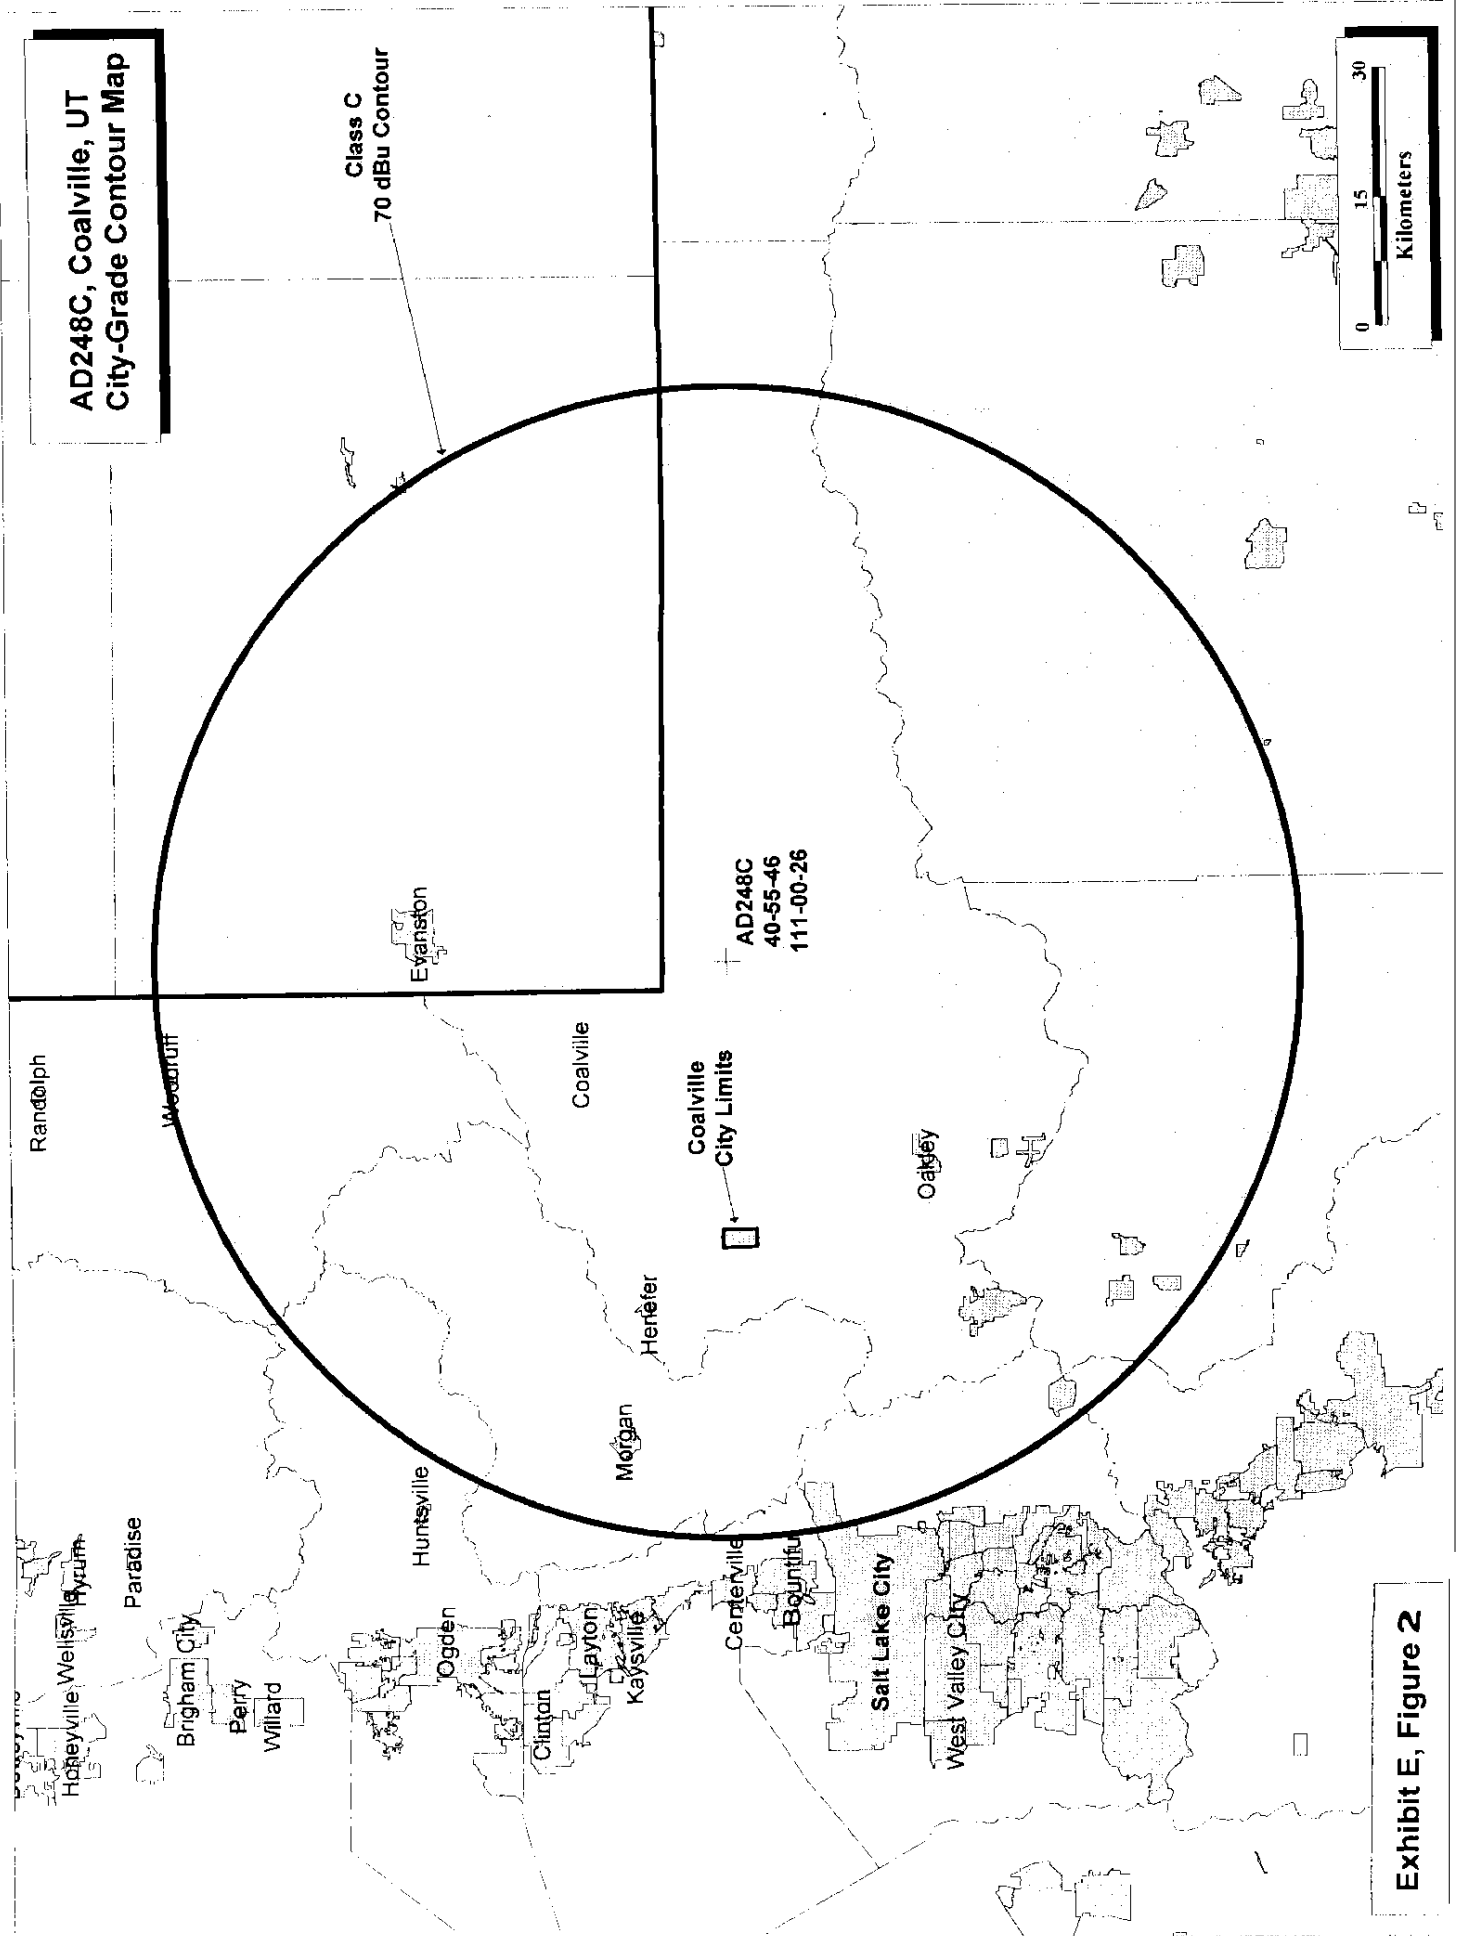 AD248C, Coalville, UT
City-Grade Contour Map
Class C
70 dBu Contour
Randolph
Woodruff
Evanston
Coalville
AD248C
40-55-46
111-00-26
Coalville
City Limits
Oakley
Henefer
Morgan
Huntsville
Hyrum
Paradise
Wellsville
Honeyville
Brigham City
Perry
Willard
Ogden
Clinton
Layton
Kaysville
Centerville
Bountiful
Salt Lake City
West Valley City
0
15
30
Kilometers
Exhibit E, Figure 2